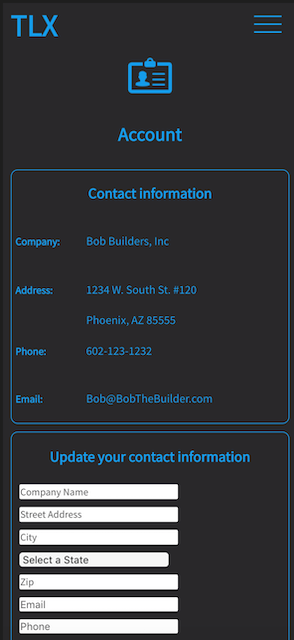 TLX
Account
Contact information
Company: Bob Builders, Inc
Address: 1234 W. South St. #120
Phoenix, AZ 85555
Phone: 602-123-1232
Email: Bob@BobTheBuilder.com
Update your contact information
Company Name
Street Address
City
Select a State
Zip
Email
Phone